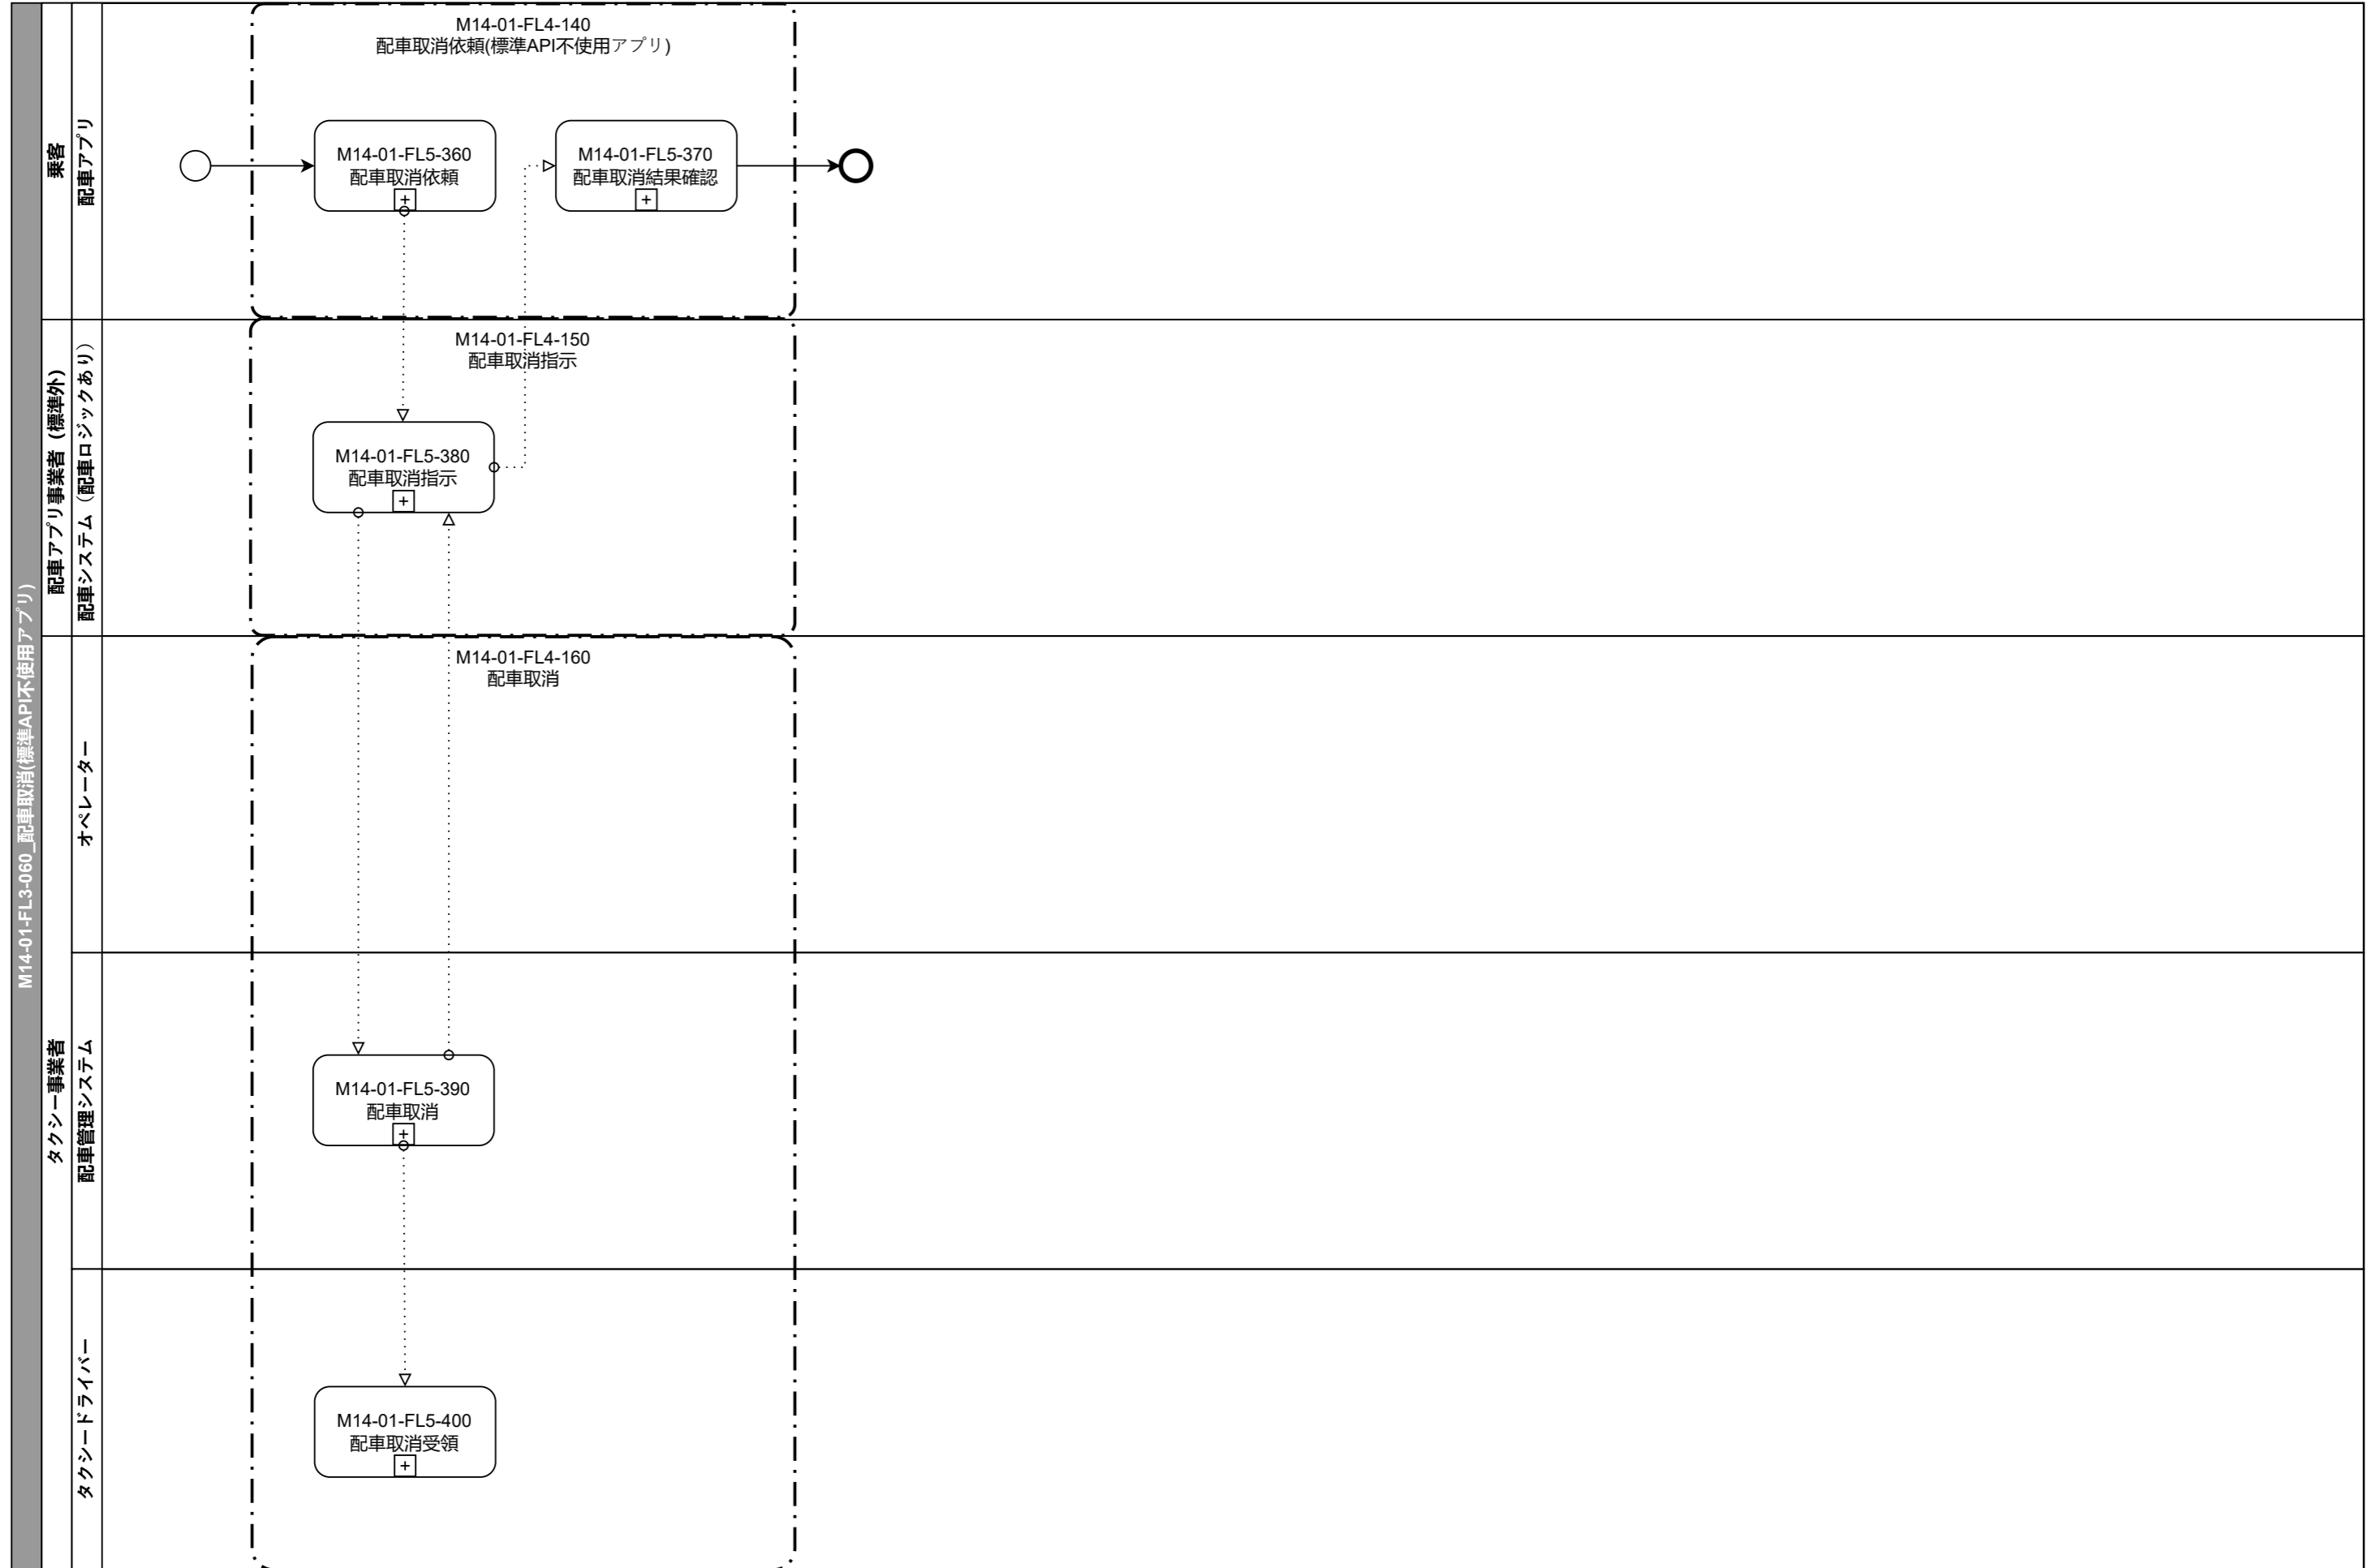 M14-01-FL3-060_配車取消(標準API不使用アプリ)
乗客
配車アプリ
M14-01-FL4-140
配車取消依頼(標準API不使用アプリ)
M14-01-FL5-360
配車取消依頼
+
M14-01-FL5-370
配車取消結果確認
+
配車アプリ事業者（標準外）
配車システム（配車ロジックあり）
M14-01-FL4-150
配車取消指示
M14-01-FL5-380
配車取消指示
+
タクシー事業者
オペレーター
M14-01-FL4-160
配車取消
配車管理システム
M14-01-FL5-390
配車取消
+
タクシードライバー
M14-01-FL5-400
配車取消受領
+